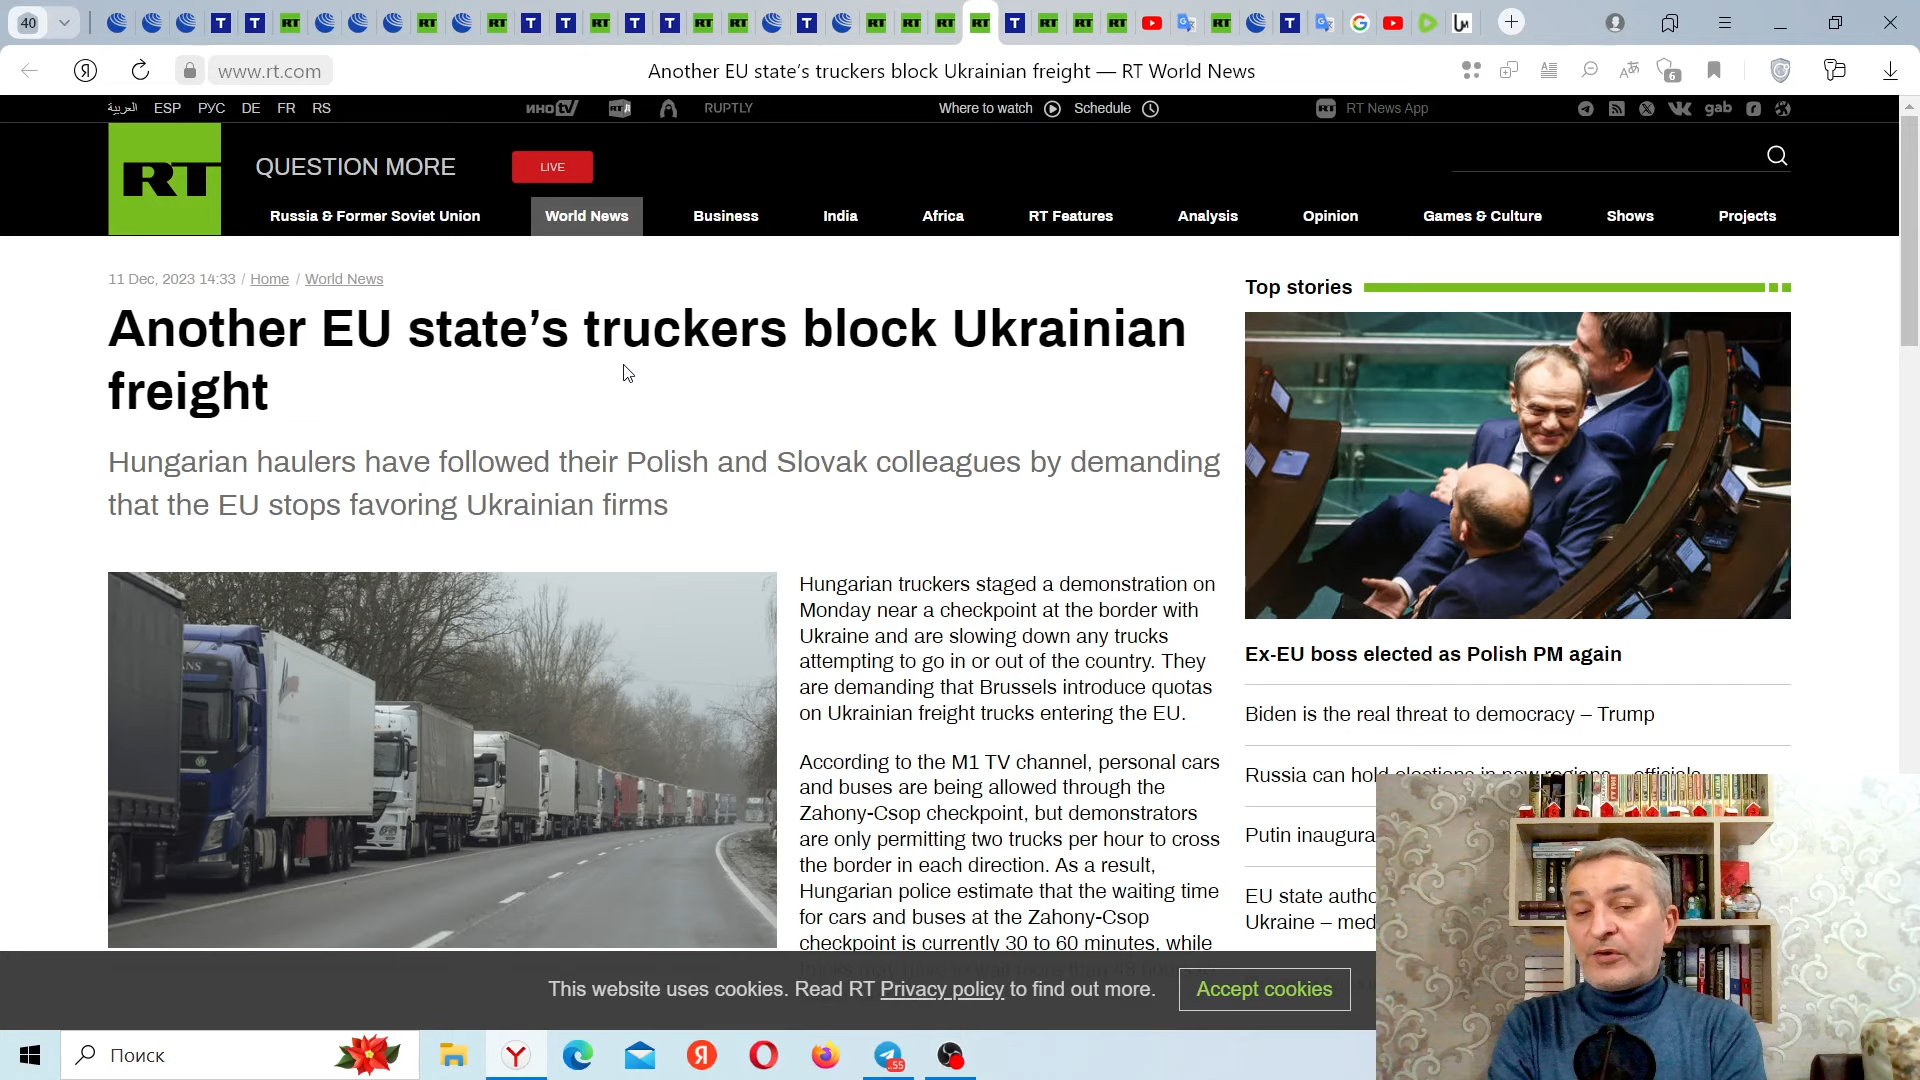 40
www.rt.com
Another EU state's truckers block Ukrainian freight — RT World News
6
العربية ESP РУС DE FR RS
ИНОTV
RUPTLY
Where to watch
Schedule
RT News App
gab
RT
QUESTION MORE
LIVE
Russia & Former Soviet Union
World News
Business
India
Africa
RT Features
Analysis
Opinion
Games & Culture
Shows
Projects
11 Dec, 2023 14:33 / Home / World News
Another EU state's truckers block Ukrainian
freight
Hungarian haulers have followed their Polish and Slovak colleagues by demanding
that the EU stops favoring Ukrainian firms
Hungarian truckers staged a demonstration on
Monday near a checkpoint at the border with
Ukraine and are slowing down any trucks
attempting to go in or out of the country. They
are demanding that Brussels introduce quotas
on Ukrainian freight trucks entering the EU.
According to the M1 TV channel, personal cars
and buses are being allowed through the
Zahony-Csop checkpoint, but demonstrators
are only permitting two trucks per hour to cross
the border in each direction. As a result,
Hungarian police estimate that the waiting time
for cars and buses at the Zahony-Csop
checkpoint is currently 30 to 60 minutes, while
Top stories
Ex-EU boss elected as Polish PM again
Biden is the real threat to democracy – Trump
Russia can hold elections in new regions – officials
Putin inaugura
EU state autho
Ukraine – med
This website uses cookies. Read RT Privacy policy to find out more.
Accept cookies
Поиск
55